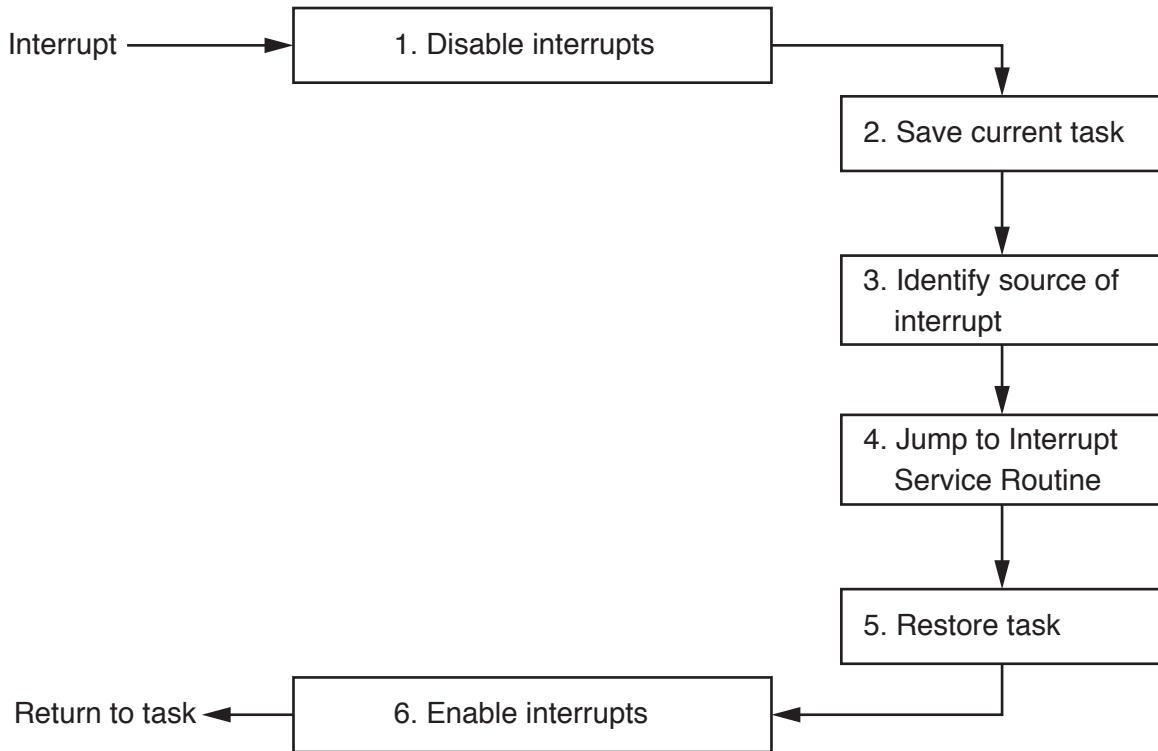 Interrupt
1. Disable interrupts
2. Save current task
3. Identify source of
interrupt
4. Jump to Interrupt
Service Routine
5. Restore task
6. Enable interrupts
Return to task